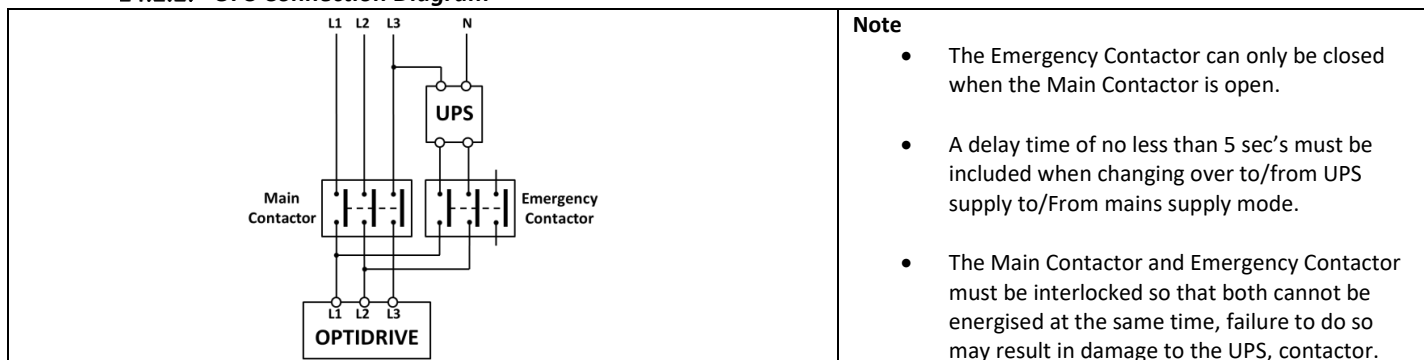 UPS Connection Diagram
L1 L2 L3 N
UPS
Main
Contactor
Emergency
Contactor
L1 L2 L3
OPTIDRIVE
Note
• The Emergency Contactor can only be closed
when the Main Contactor is open.
• A delay time of no less than 5 sec’s must be
included when changing over to/from UPS
supply to/From mains supply mode.
• The Main Contactor and Emergency Contactor
must be interlocked so that both cannot be
energised at the same time, failure to do so
may result in damage to the UPS, contactor.